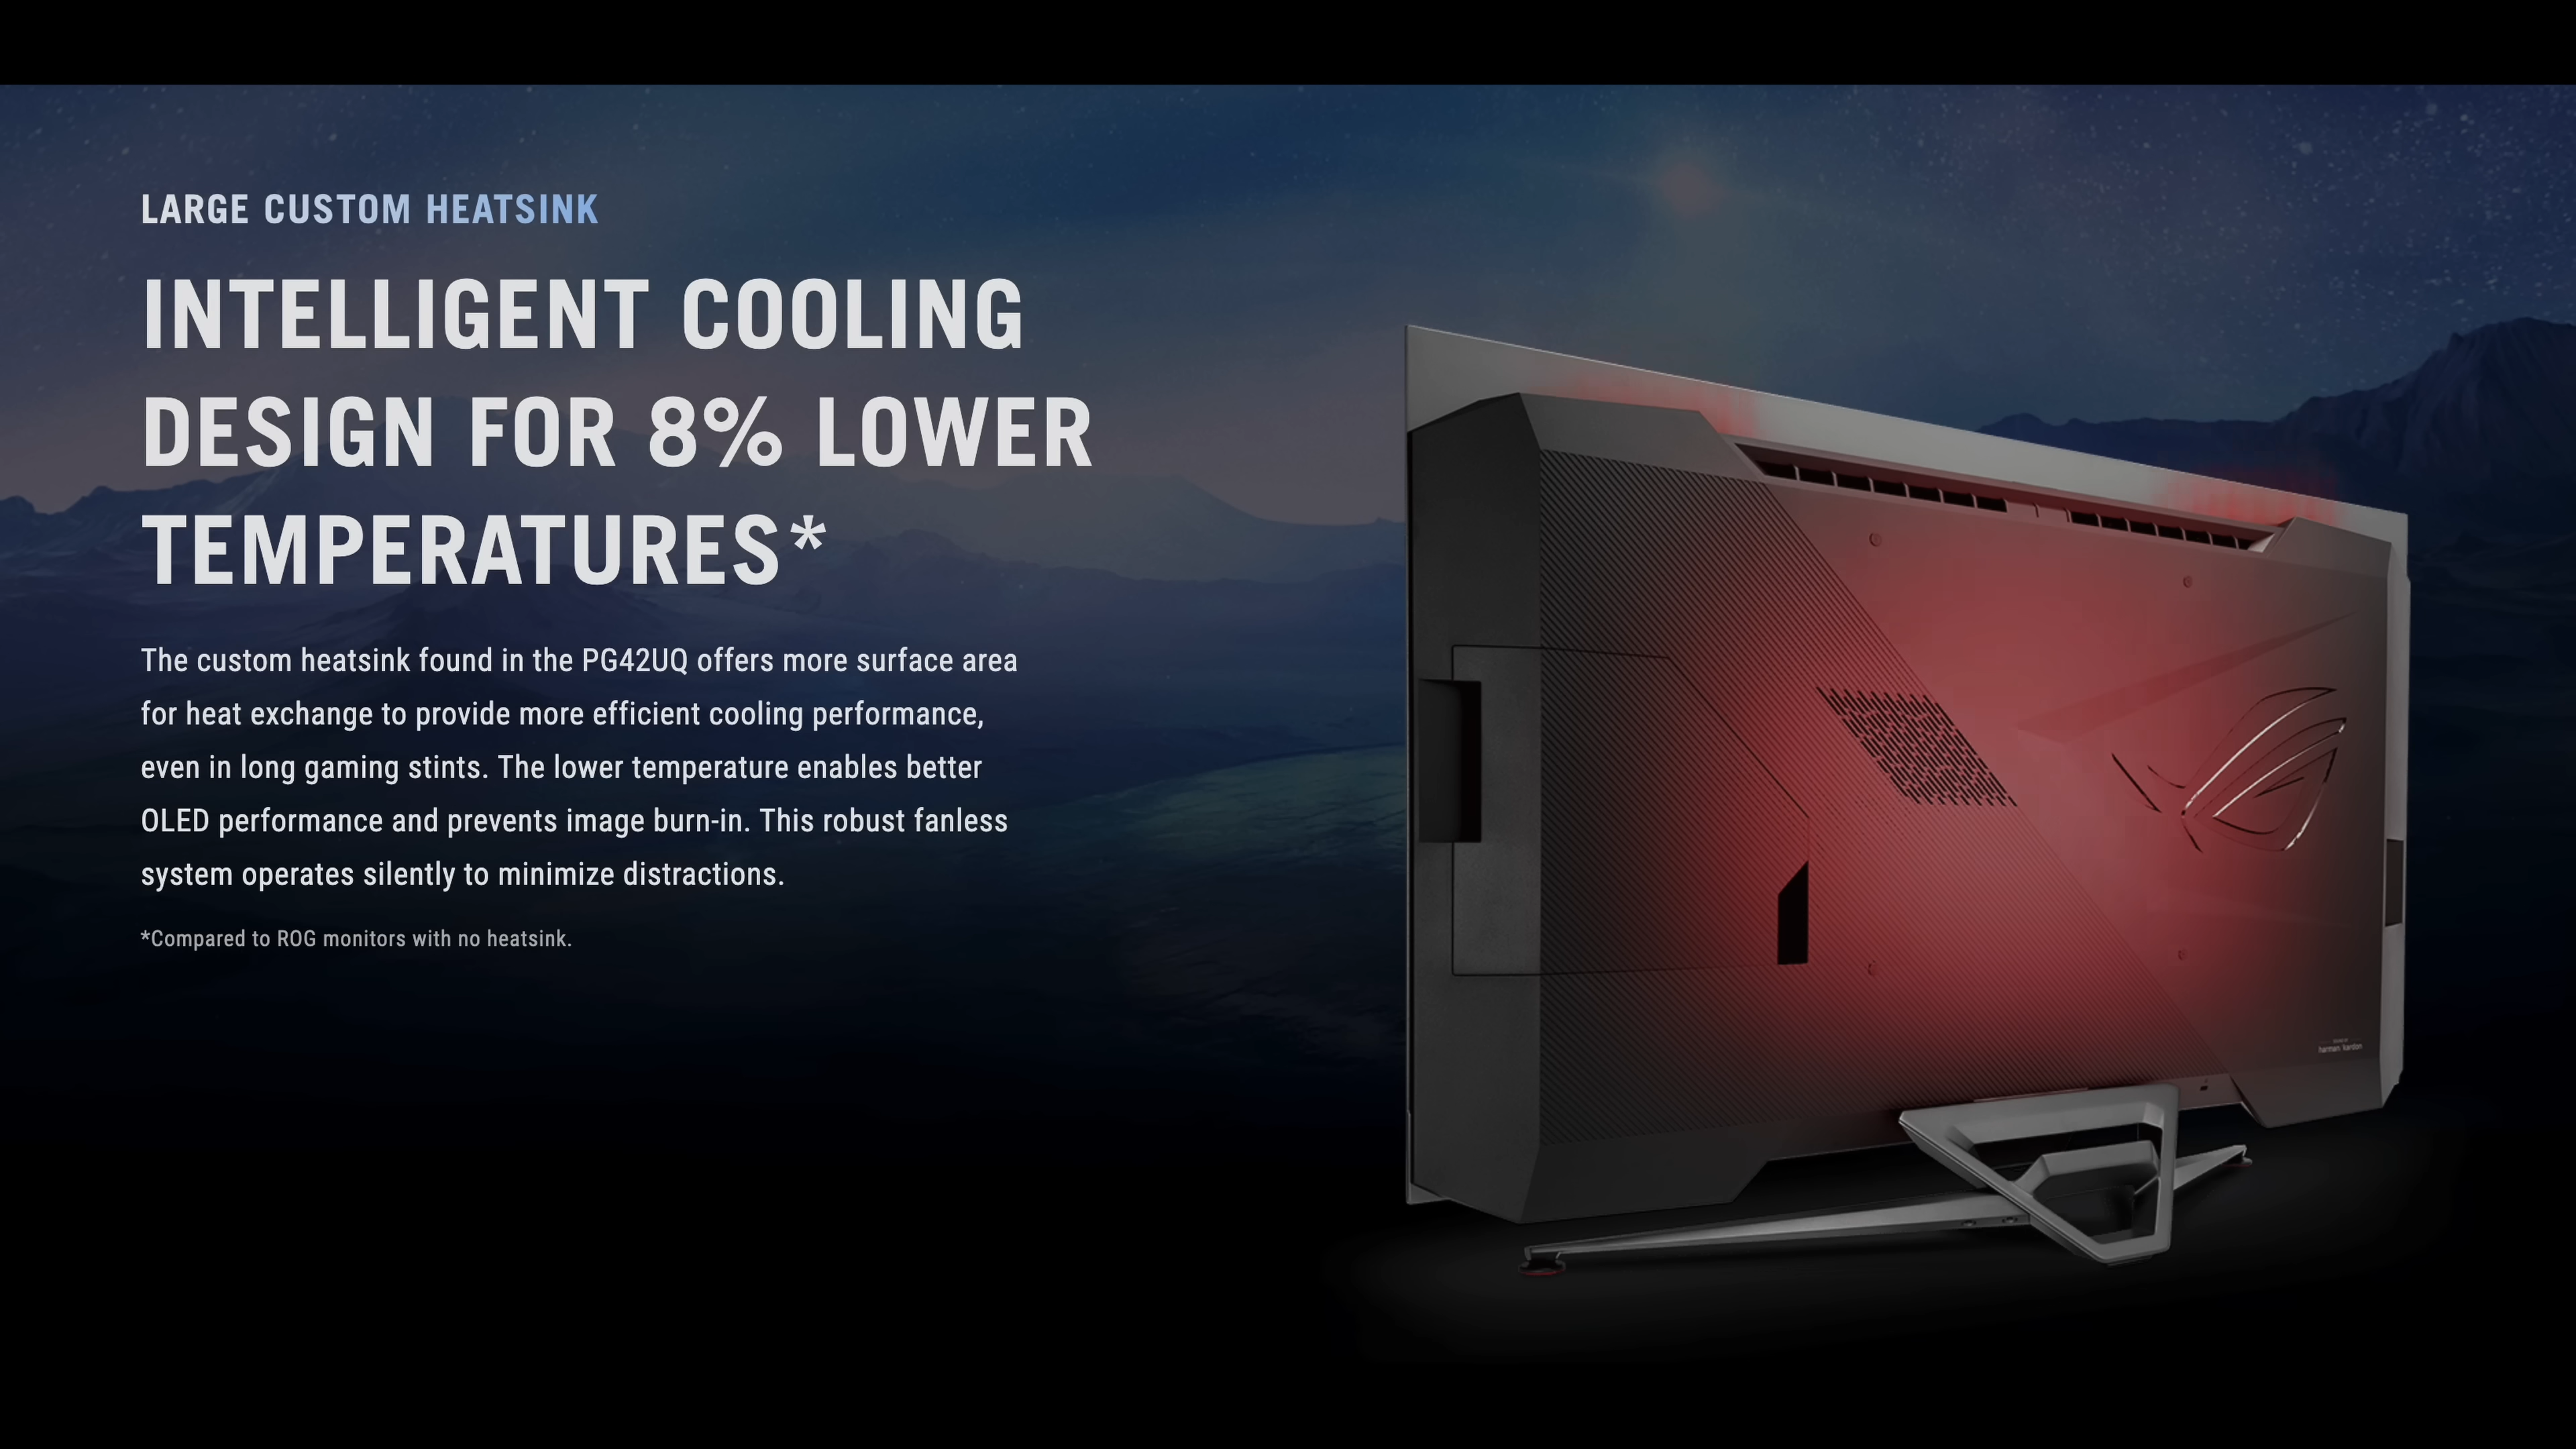 LARGE CUSTOM HEATSINK
INTELLIGENT COOLING
DESIGN FOR 8% LOWER
TEMPERATURES*
The custom heatsink found in the PG42UQ offers more surface area
for heat exchange to provide more efficient cooling performance,
even in long gaming stints. The lower temperature enables better
OLED performance and prevents image burn-in. This robust fanless
system operates silently to minimize distractions.
*Compared to ROG monitors with no heatsink.
harman kardon